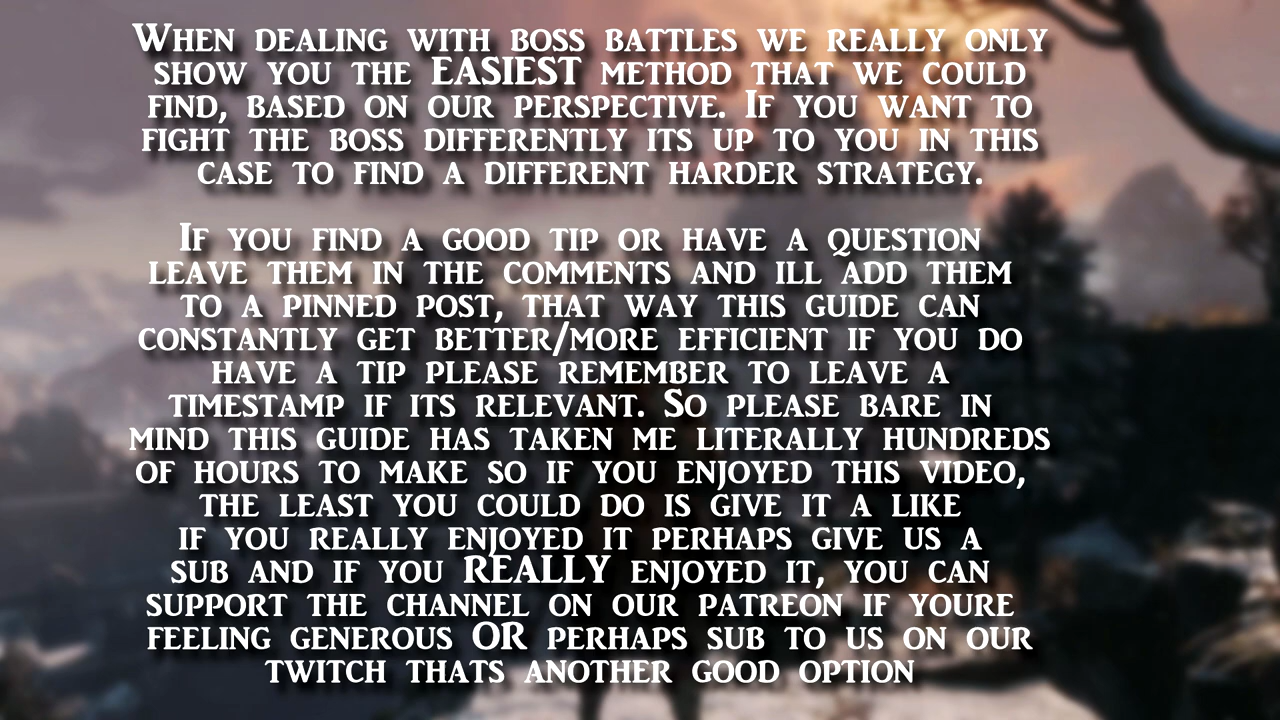 When dealing with boss battles we really only
show you the EASIEST method that we could
find, based on our perspective. If you want to
fight the boss differently its up to you in this
case to find a different harder strategy.
If you find a good tip or have a question
leave them in the comments and ill add them
to a pinned post, that way this guide can
constantly get better/more efficient if you do
have a tip please remember to leave a
timestamp if its relevant. So please bare in
mind this guide has taken me literally hundreds
of hours to make so if you enjoyed this video,
the least you could do is give it a like
if you really enjoyed it perhaps give us a
sub and if you REALLY enjoyed it, you can
support the channel on our patreon if youre
feeling generous OR perhaps sub to us on our
twitch thats another good option